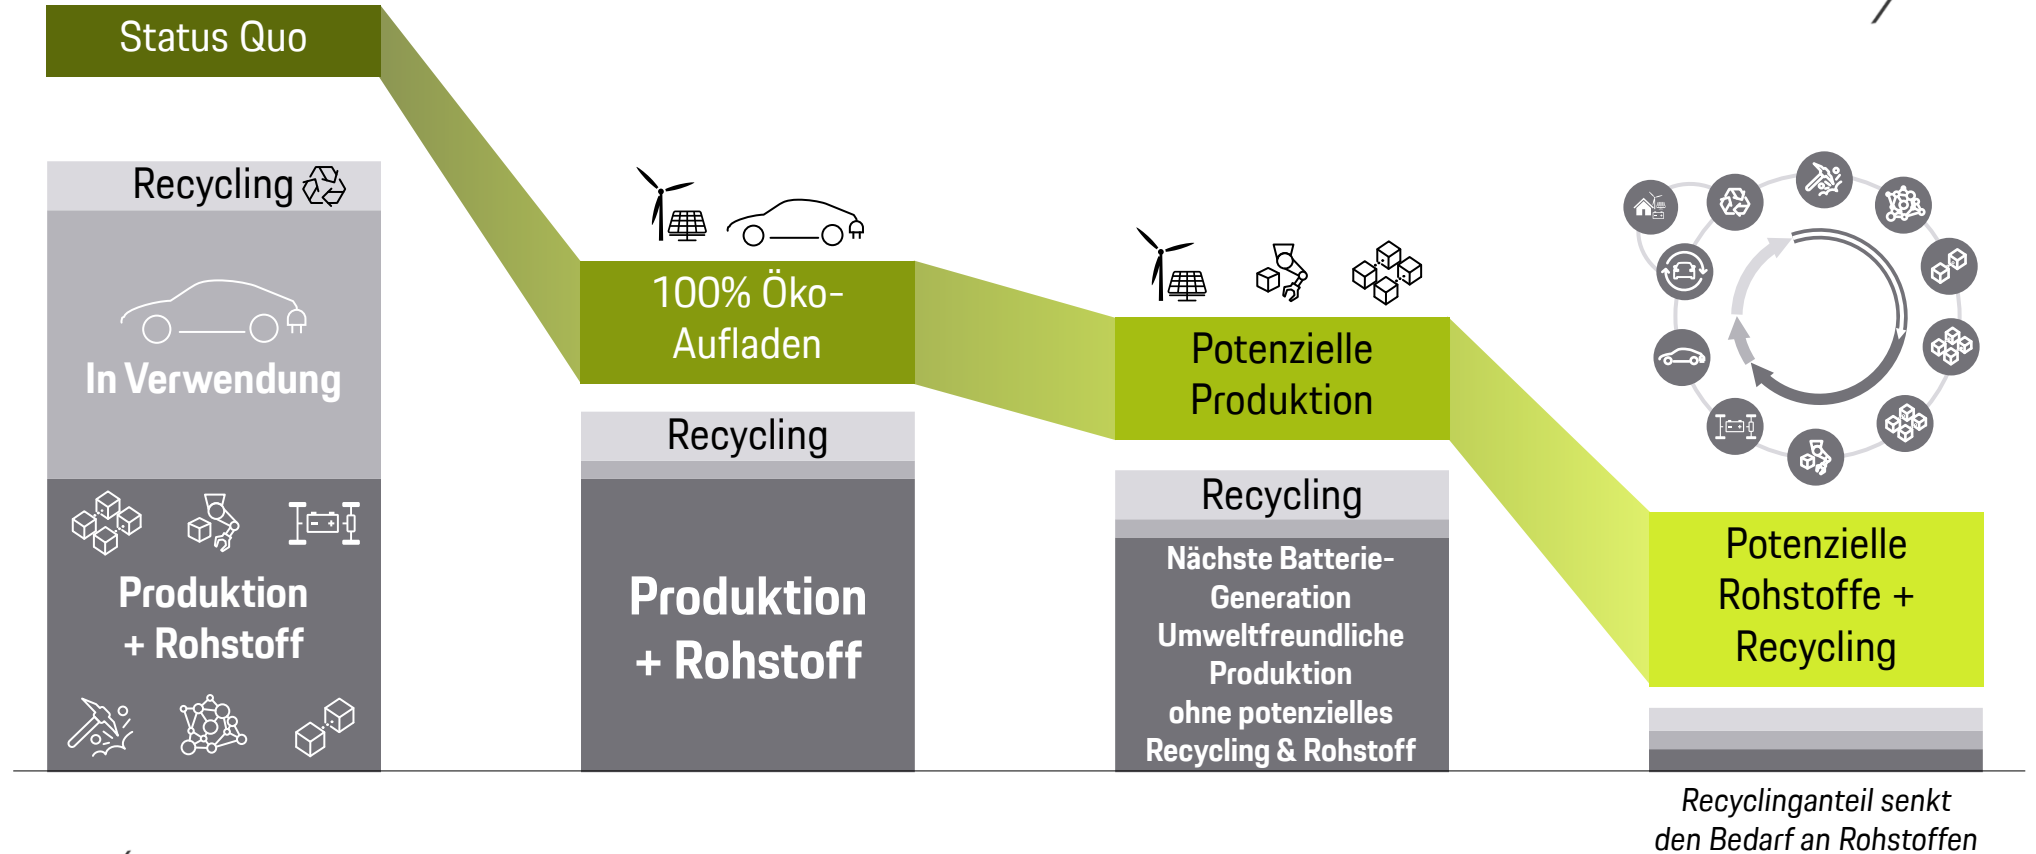 Status Quo
Recycling
In Verwendung
Produktion
+ Rohstoff
100% Öko-
Aufladen
Recycling
Produktion
+ Rohstoff
Potenzielle
Produktion
Recycling
Nächste Batterie-
Generation
Umweltfreundliche
Produktion
ohne potenzielles
Recycling & Rohstoff
Potenzielle
Rohstoffe +
Recycling
Recyclinganteil senkt
den Bedarf an Rohstoffen